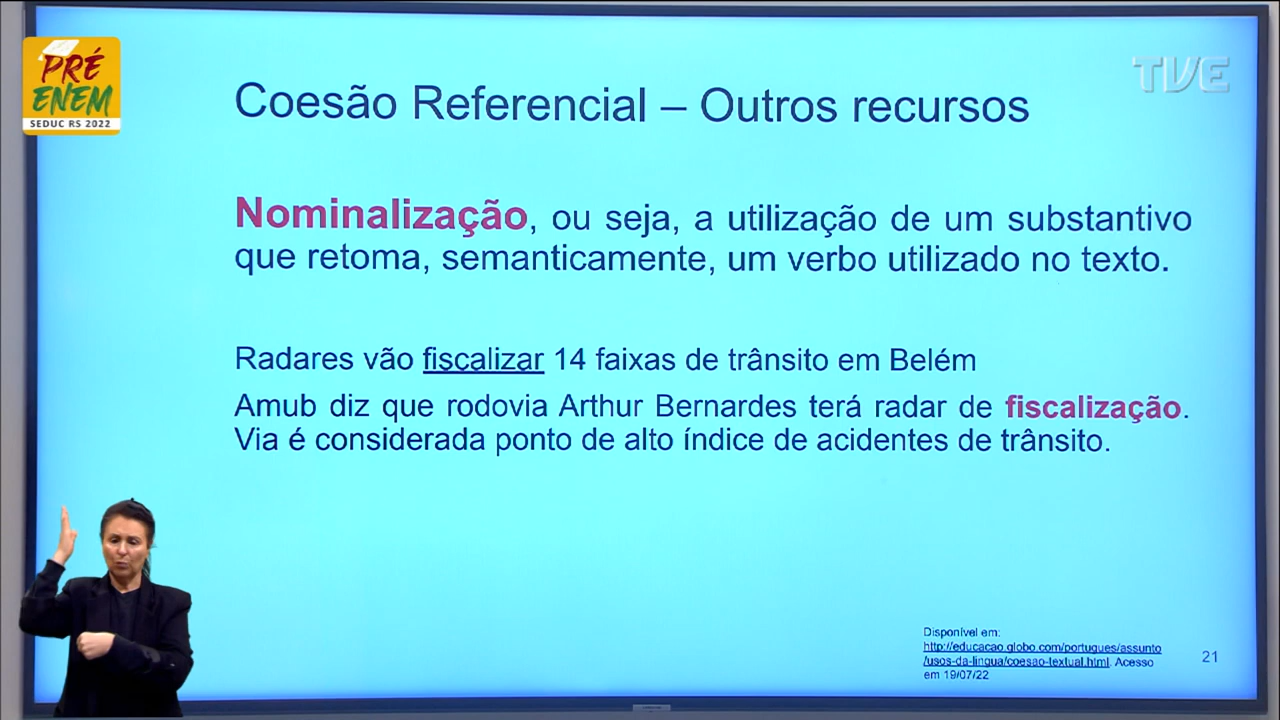 PRÉ
ENEM
SEDUC RS 2022
TVE
Coesão Referencial – Outros recursos
Nominalização, ou seja, a utilização de um substantivo
que retoma, semanticamente, um verbo utilizado no texto.
Radares vão fiscalizar 14 faixas de trânsito em Belém
Amub diz que rodovia Arthur Bernardes terá radar de fiscalização.
Via é considerada ponto de alto índice de acidentes de trânsito.
Disponível em:
http://educacao.globo.com/portugues/assunto
/usos-da-lingua/coesao-textual.html. Acesso
em 19/07/22
21